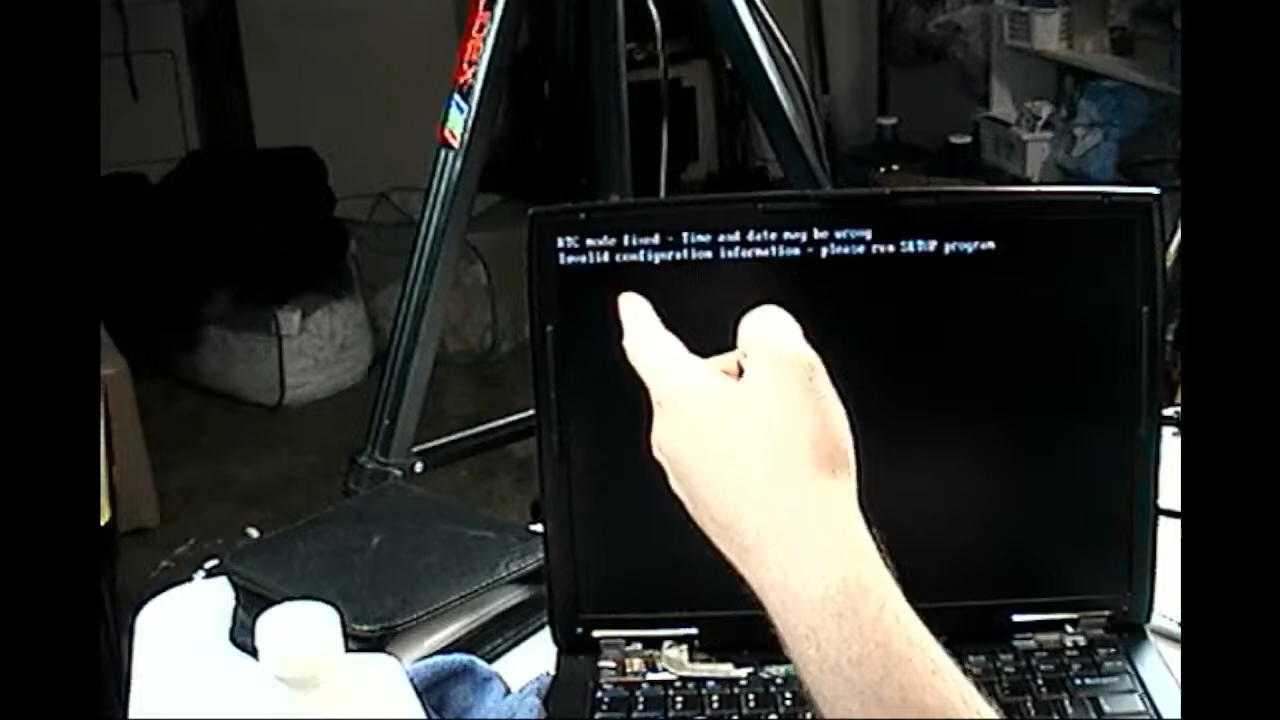 RTC mode fixed - Time and date may be wrong
Invalid configuration information - please run SETUP program